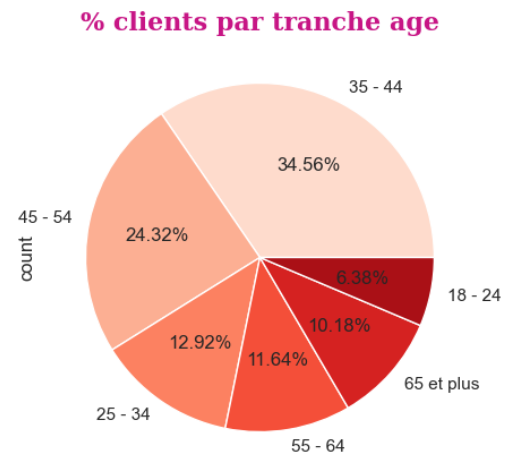 % clients par tranche age
35 - 44
34.56%
45 - 54
24.32%
count
6.38%
18 - 24
10.18%
12.92%
11.64%
65 et plus
25 - 34
55 - 64